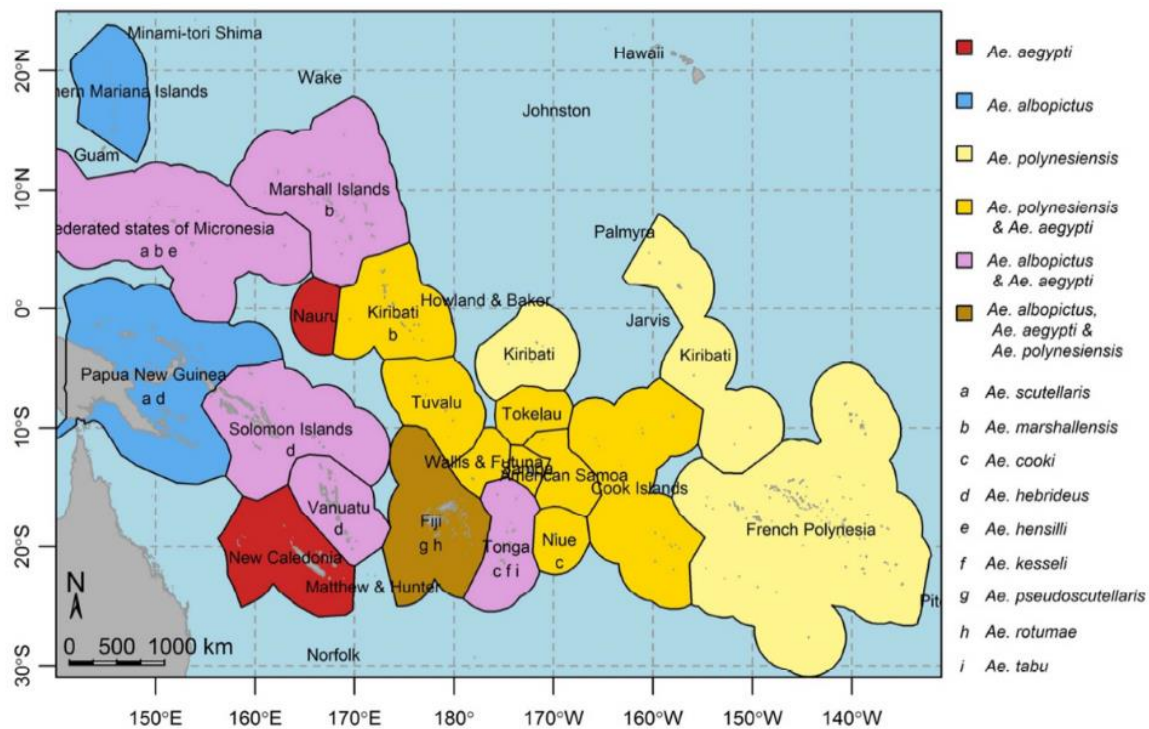 Minami-tori Shima
Hawaii
20°N
ern Mariana Islands
Wake
Johnston
Guam
10°N
Marshall Islands
b
ederated states of Micronesia
a b e
Palmyra
0°
Nauru
Kiribati
b
Howland & Baker
Jarvis
Kiribati
Kiribati
Papua New Guinea
a d
Tuvalu
Tokelau
10°S
Solomon Islands
d
Wallis & Futuna
Samoa
American Samoa
Cook Islands
Vanuatu
d
Fiji
g h
Tonga
c f i
Niue
c
French Polynesia
20°S
New Caledonia
Matthew & Hunter
Pit
N
0 500 1000 km
Norfolk
30°S
150°E 160°E 170°E 180° 170°W 160°W 150°W 140°W
Ae. aegypti
Ae. albopictus
Ae. polynesiensis
Ae. polynesiensis
& Ae. aegypti
Ae. albopictus
& Ae. aegypti
Ae. albopictus,
Ae. aegypti &
Ae. polynesiensis
a Ae. scutellaris
b Ae. marshallensis
c Ae. cooki
d Ae. hebrideus
e Ae. hensilli
f Ae. kesseli
g Ae. pseudoscutellaris
h Ae. rotumae
i Ae. tabu